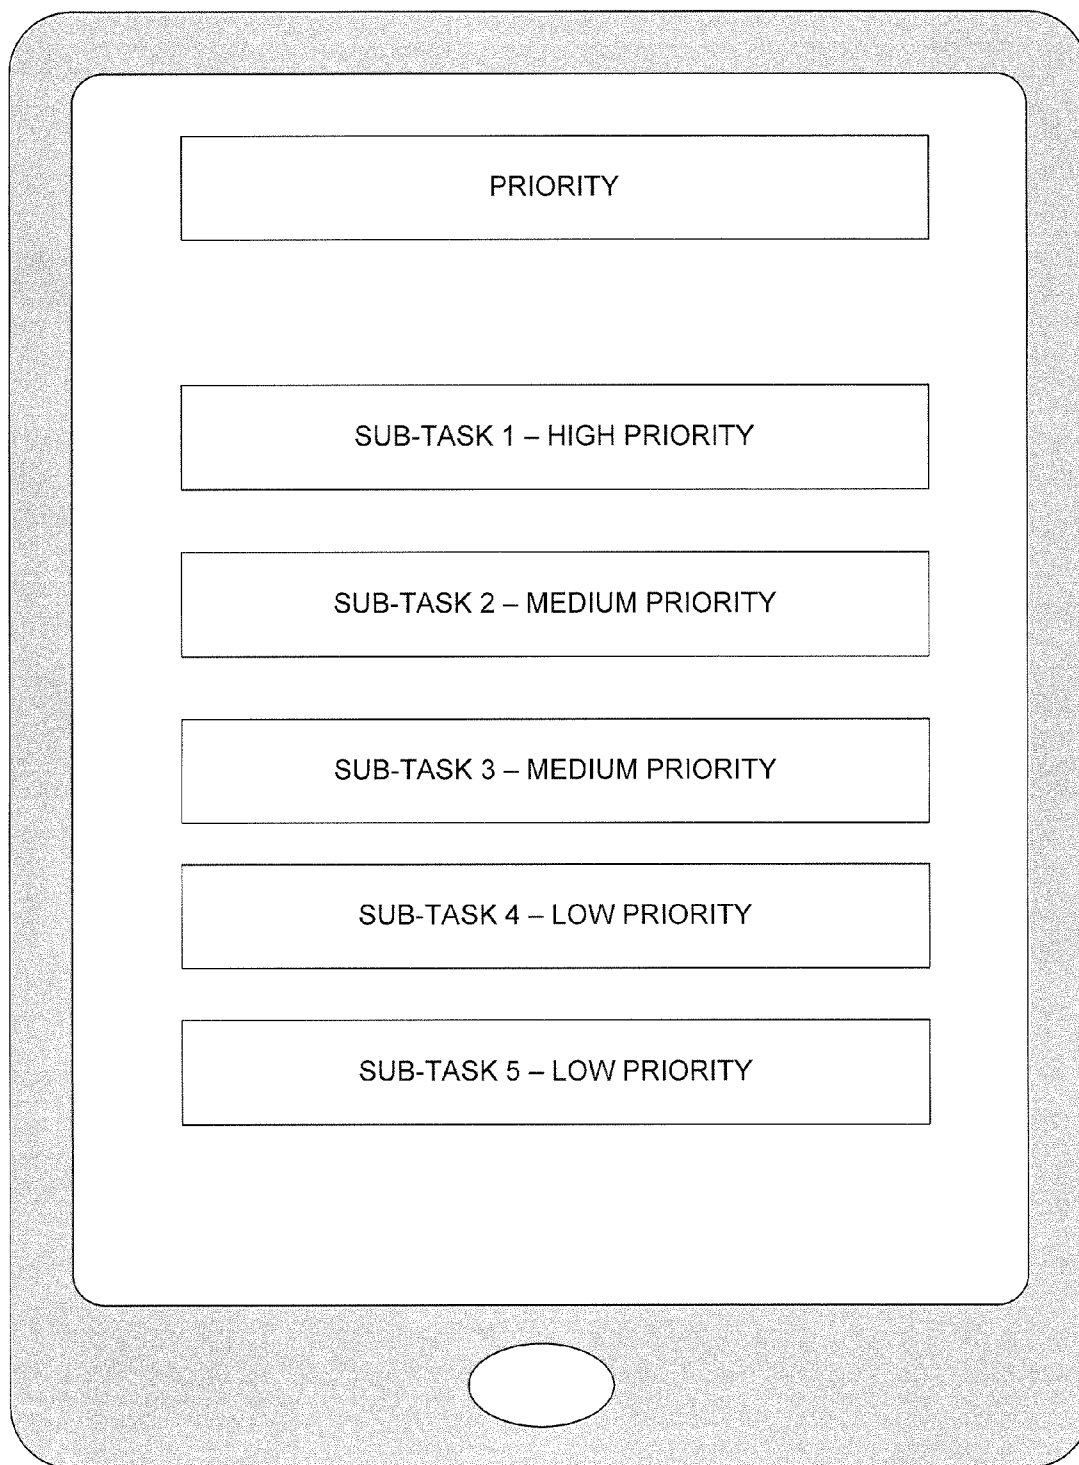 PRIORITY
SUB-TASK 1 – HIGH PRIORITY
SUB-TASK 2 – MEDIUM PRIORITY
SUB-TASK 3 – MEDIUM PRIORITY
SUB-TASK 4 – LOW PRIORITY
SUB-TASK 5 – LOW PRIORITY